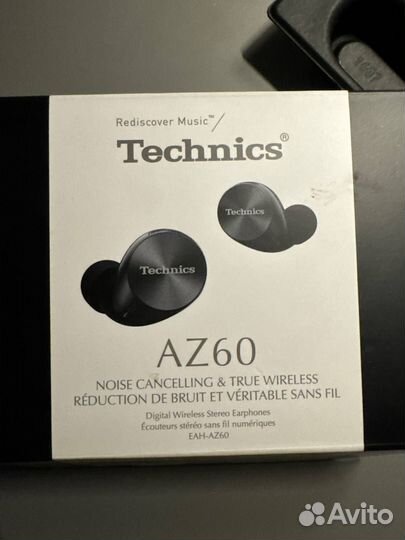 Rediscover Music™
Technics®
Technics
Technics
AZ60
NOISE CANCELLING & TRUE WIRELESS
RÉDUCTION DE BRUIT ET VÉRITABLE SANS FIL
Digital Wireless Stereo Earphones
Écouteurs stéréo sans fil numériques
EAH-AZ60
Avito